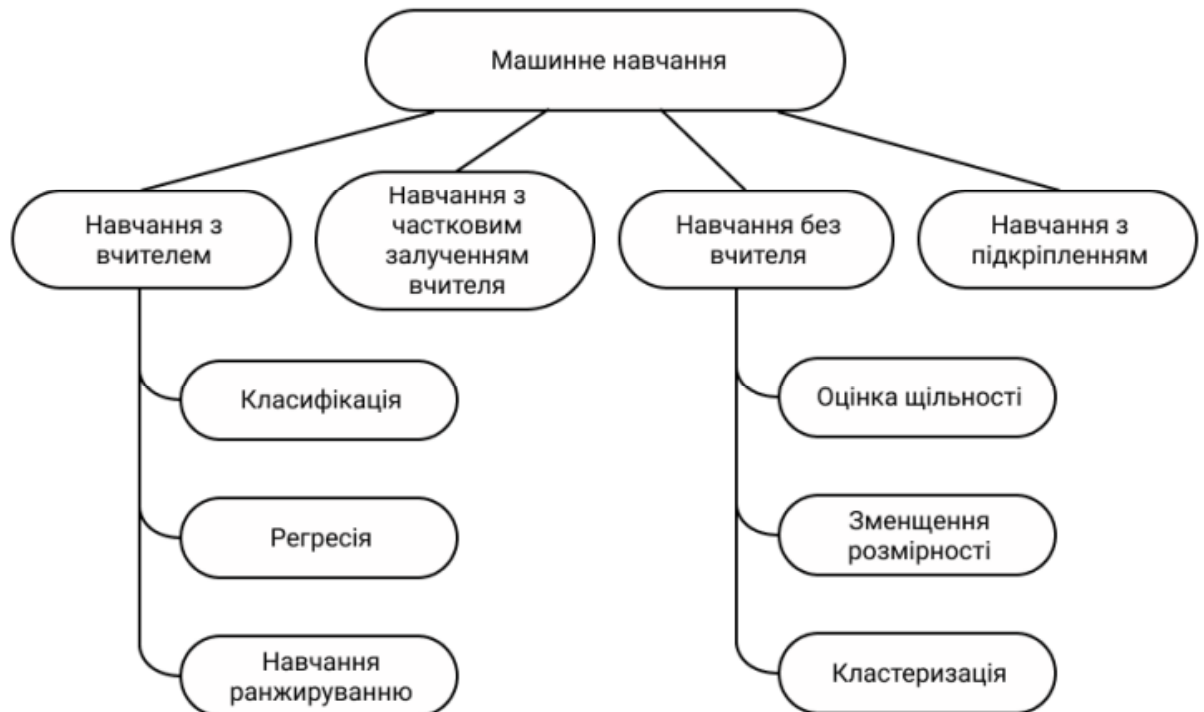 Машинне навчання
Навчання з
вчителем
Навчання з
частковим
залученням
вчителя
Навчання без
вчителя
Навчання з
підкріпленням
Класифікація
Регресія
Навчання
ранжируванню
Оцінка щільності
Зменщення
розмірності
Кластеризація